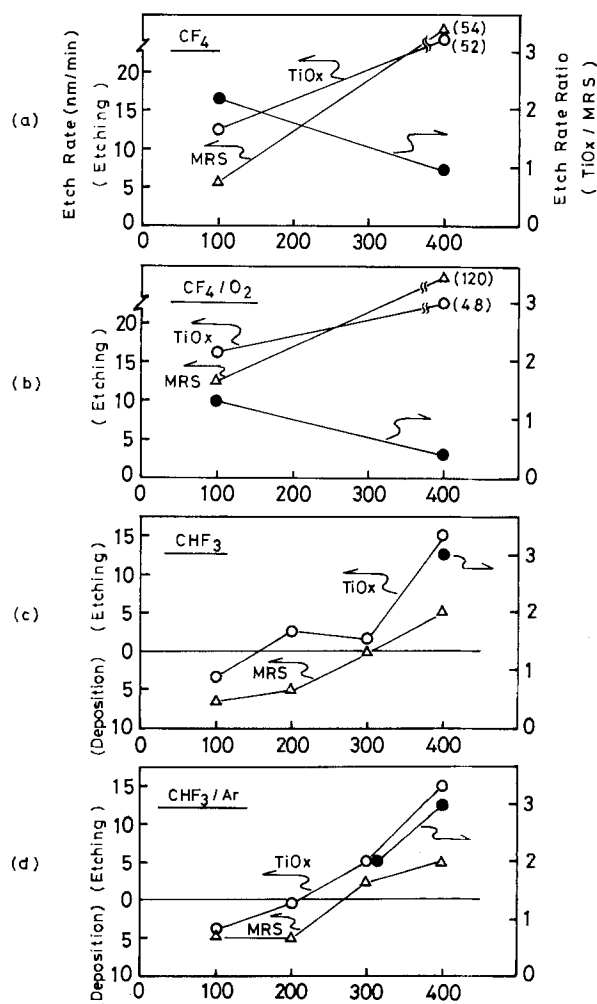 (a)
Etch Rate (nm/min)
(Etching)
20
15
10
5
0
CF4
TiOx
MRS
(54)
(52)
3
2
1
0
Etch Rate Ratio
(TiOx / MRS)
0 100 200 300 400
(b)
(Etching)
20
15
10
5
0
CF4/O2
TiOx
MRS
(120)
(48)
3
2
1
0
0 100 200 300 400
(c)
(Deposition) (Etching)
15
10
5
0
5
10
CHF3
TiOx
MRS
3
2
1
0
0 100 200 300 400
(d)
(Deposition) (Etching)
15
10
5
0
5
10
CHF3/Ar
TiOx
MRS
3
2
1
0
0 100 200 300 400